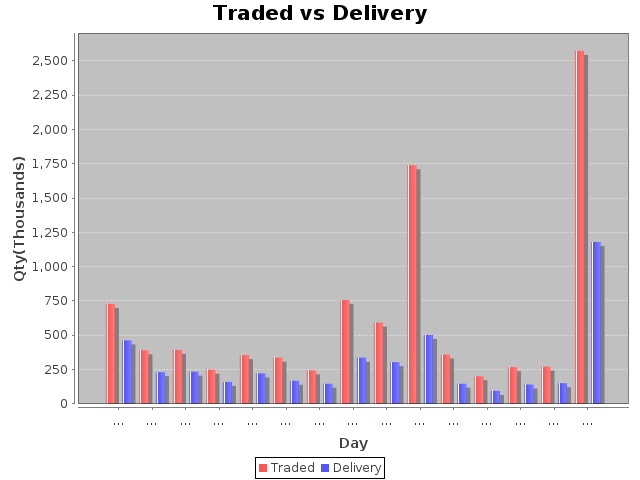 Traded vs Delivery
Qty(Thousands)
2,500
2,250
2,000
1,750
1,500
1,250
1,000
750
500
250
0
... ... ... ... ... ... ... ... ... ... ... ... ... ... ...
Day
Traded Delivery